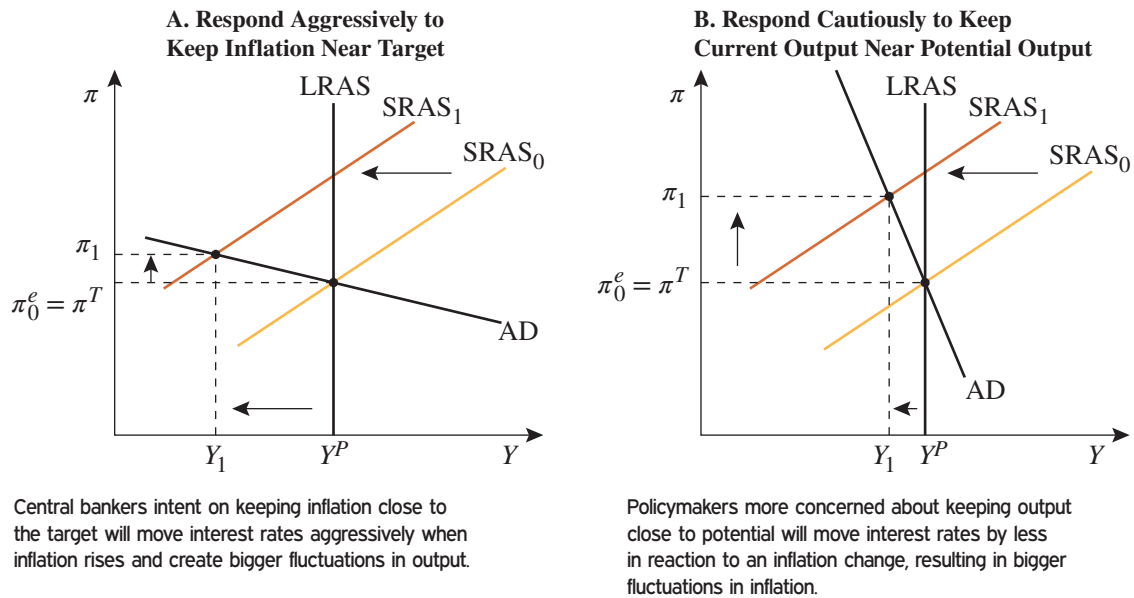 A. Respond Aggressively to
Keep Inflation Near Target
π
LRAS
SRAS₁
SRAS₀
π₁
π₀ᵉ = πᵀ
AD
Y₁
Yᴾ
Y
Central bankers intent on keeping inflation close to
the target will move interest rates aggressively when
inflation rises and create bigger fluctuations in output.
B. Respond Cautiously to Keep
Current Output Near Potential Output
π
LRAS
SRAS₁
SRAS₀
π₁
π₀ᵉ = πᵀ
AD
Y₁
Yᴾ
Y
Policymakers more concerned about keeping output
close to potential will move interest rates by less
in reaction to an inflation change, resulting in bigger
fluctuations in inflation.